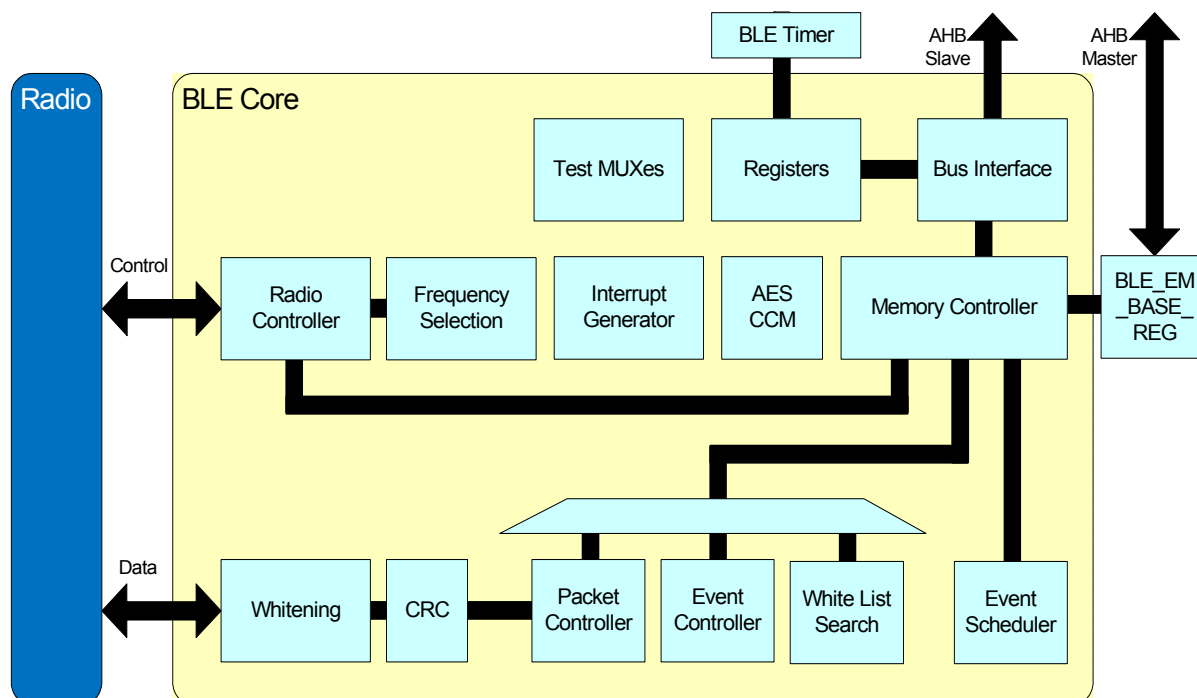 BLE Timer
AHB
Slave
AHB
Master
Radio
BLE Core
Test MUXes
Registers
Bus Interface
Control
Radio
Controller
Frequency
Selection
Interrupt
Generator
AES
CCM
Memory Controller
BLE_EM
_BASE_
REG
Data
Whitening
CRC
Packet
Controller
Event
Controller
White List
Search
Event
Scheduler